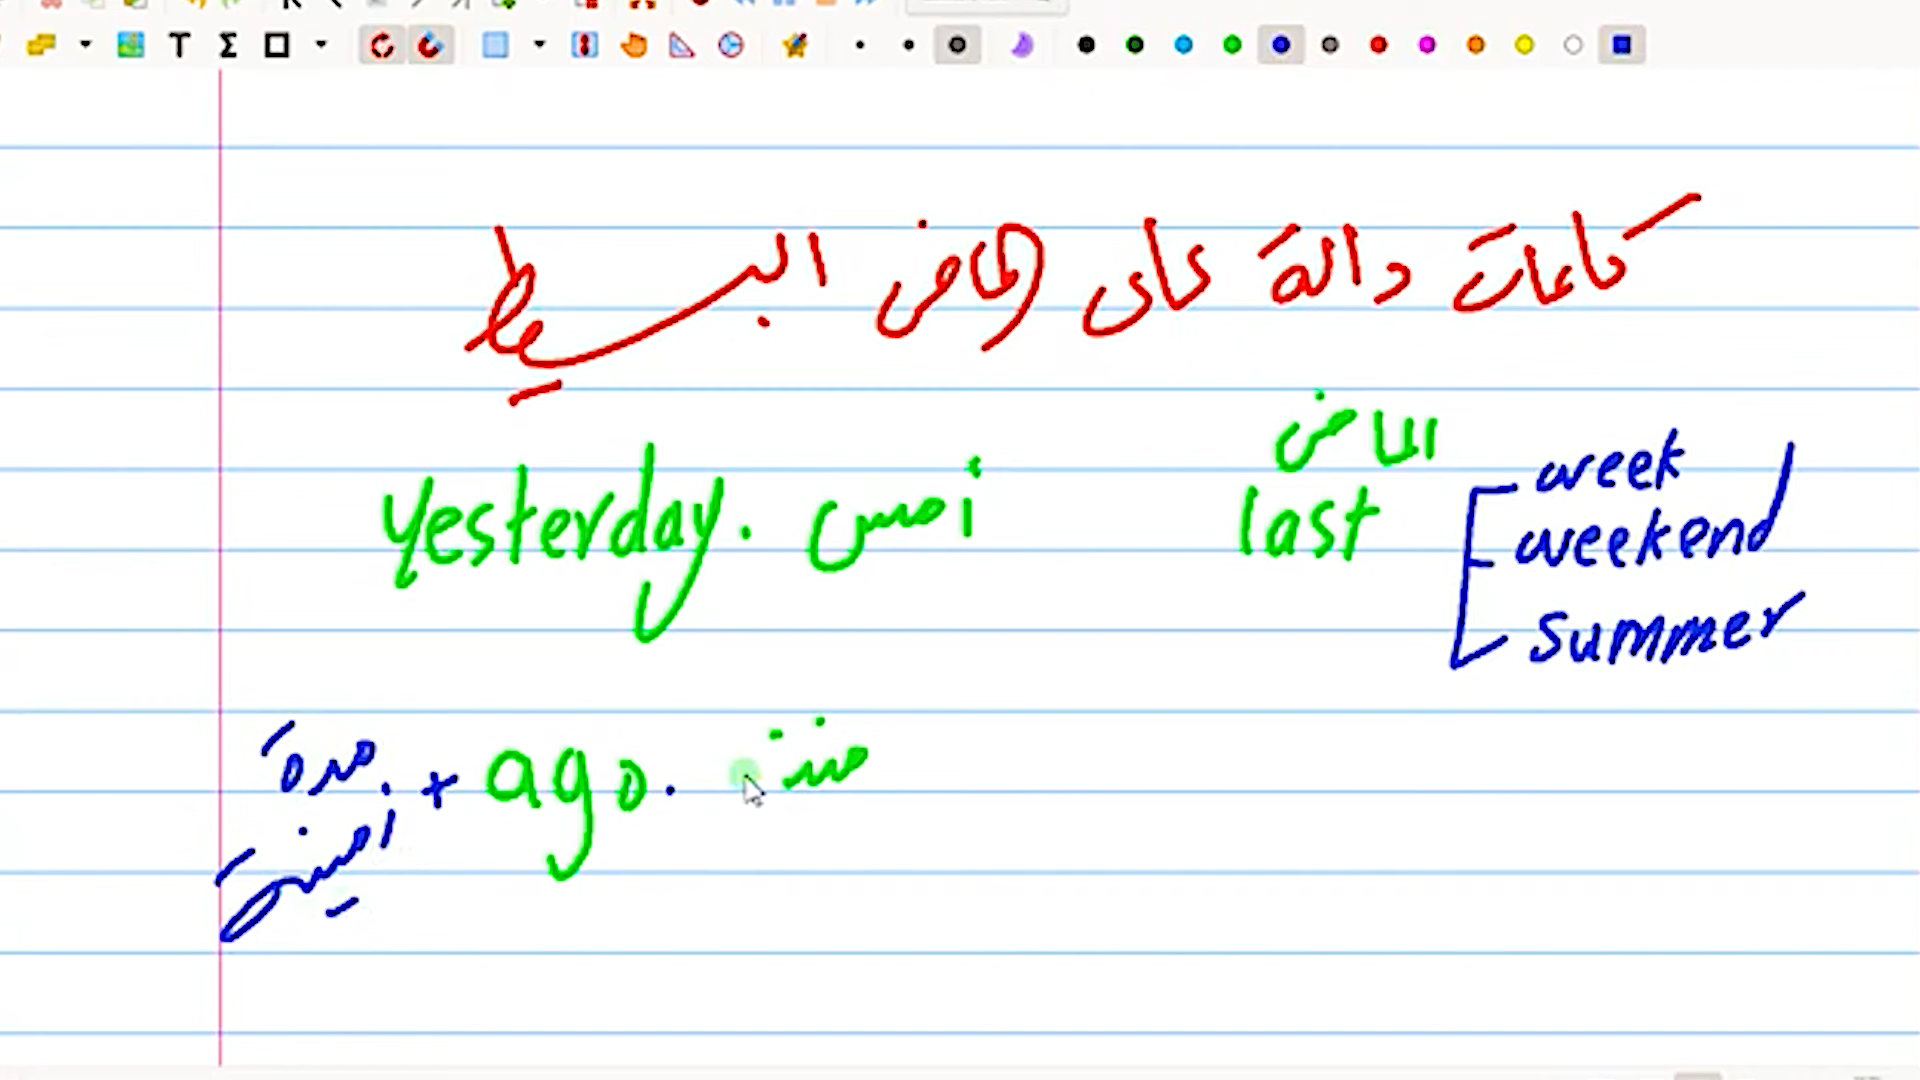 كلمات دالة على الماضي البسيط
yesterday. أمس
الماضي
last
week
weekend
summer
مدة زمنية + ago. منذ